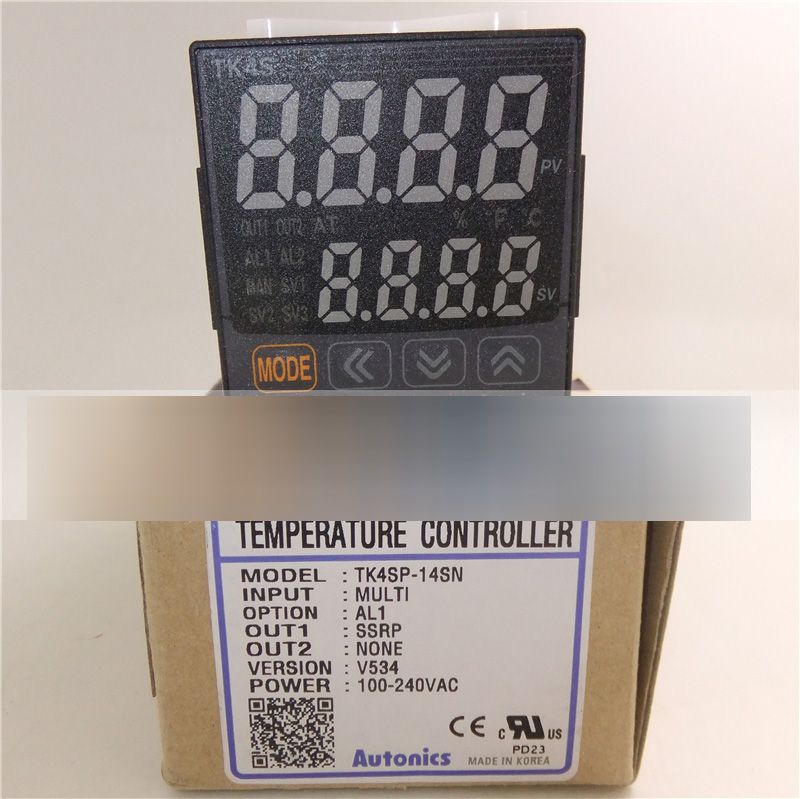 TK4S
8.8.8.8
PV
OUT1 OUT2 AT % °F °C
AL1 AL2
MAN SV1
8.8.8.8
SV
SV2 SV3
MODE
TEMPERATURE CONTROLLER
MODEL : TK4SP-14SN
INPUT : MULTI
OPTION : AL1
OUT1 : SSRP
OUT2 : NONE
VERSION : V534
POWER : 100-240VAC
CE c RU US
PD23
Autonics
MADE IN KOREA